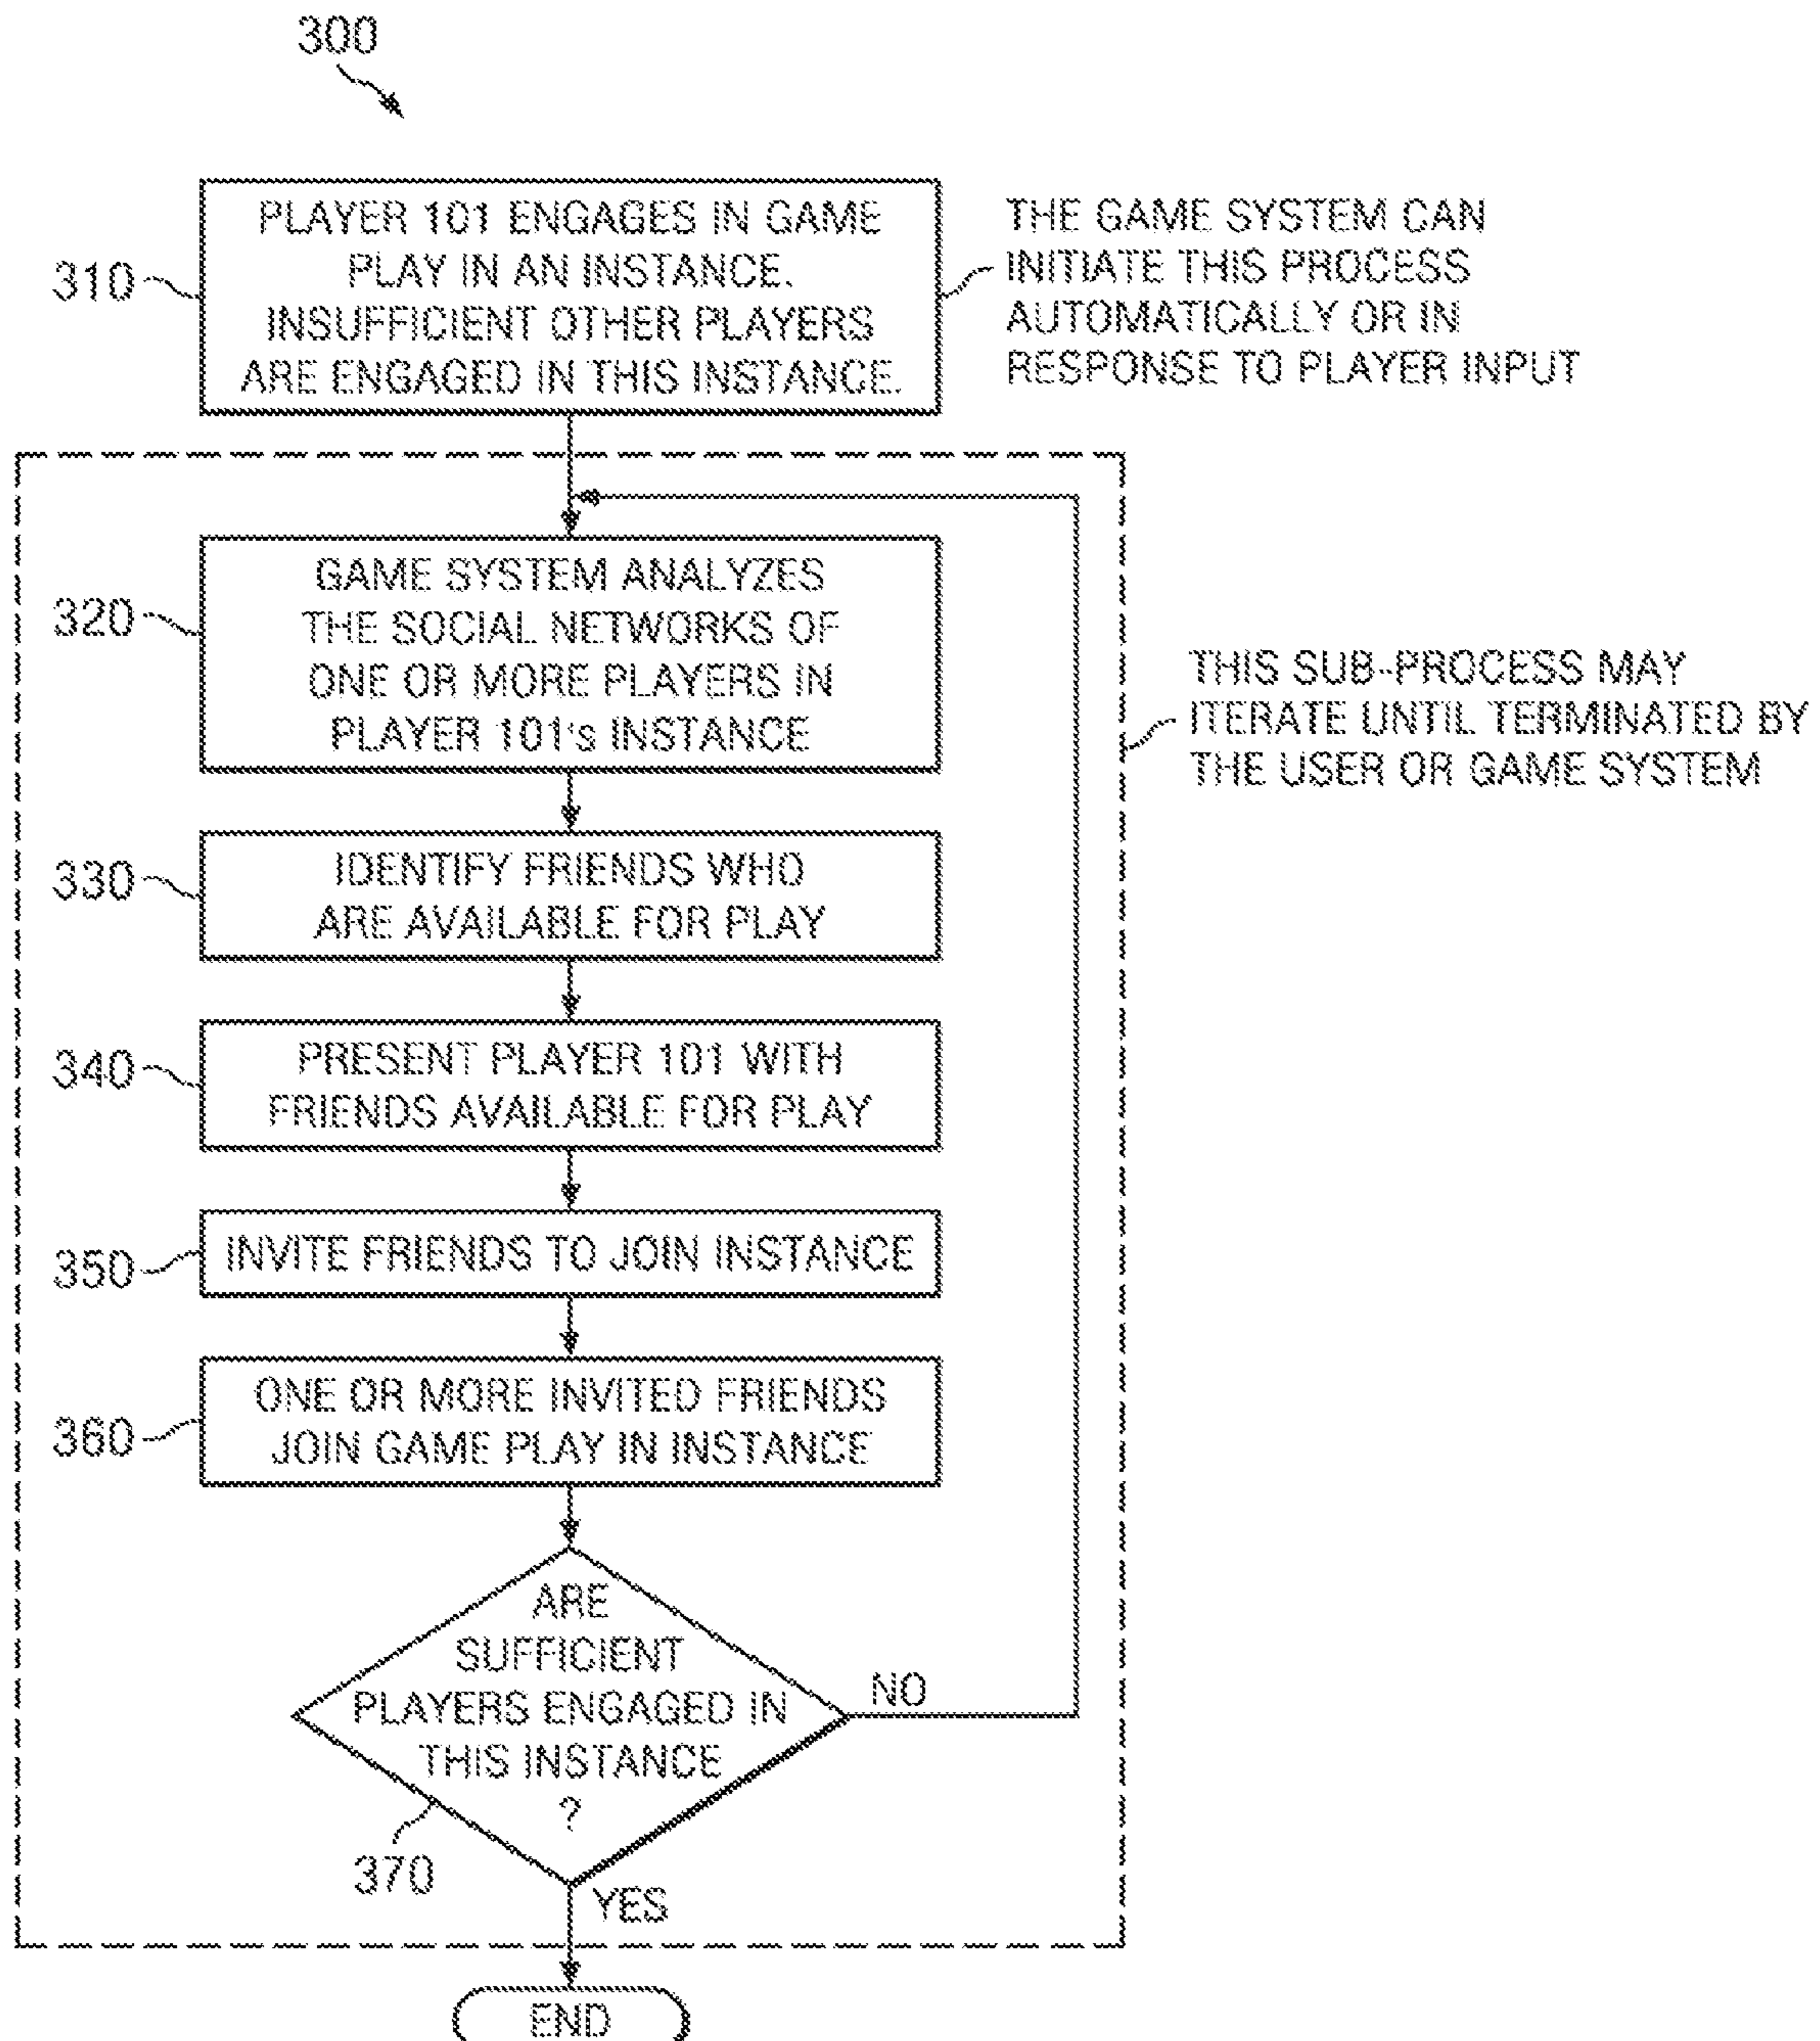 300
310
PLAYER 101 ENGAGES IN GAME
PLAY IN AN INSTANCE.
INSUFFICIENT OTHER PLAYERS
ARE ENGAGED IN THIS INSTANCE.
THE GAME SYSTEM CAN
INITIATE THIS PROCESS
AUTOMATICALLY OR IN
RESPONSE TO PLAYER INPUT
320
GAME SYSTEM ANALYZES
THE SOCIAL NETWORKS OF
ONE OR MORE PLAYERS IN
PLAYER 101's INSTANCE
THIS SUB-PROCESS MAY
ITERATE UNTIL TERMINATED BY
THE USER OR GAME SYSTEM
330
IDENTIFY FRIENDS WHO
ARE AVAILABLE FOR PLAY
340
PRESENT PLAYER 101 WITH
FRIENDS AVAILABLE FOR PLAY
350
INVITE FRIENDS TO JOIN INSTANCE
360
ONE OR MORE INVITED FRIENDS
JOIN GAME PLAY IN INSTANCE
ARE
SUFFICIENT
PLAYERS ENGAGED IN
THIS INSTANCE
?
NO
370
YES
END